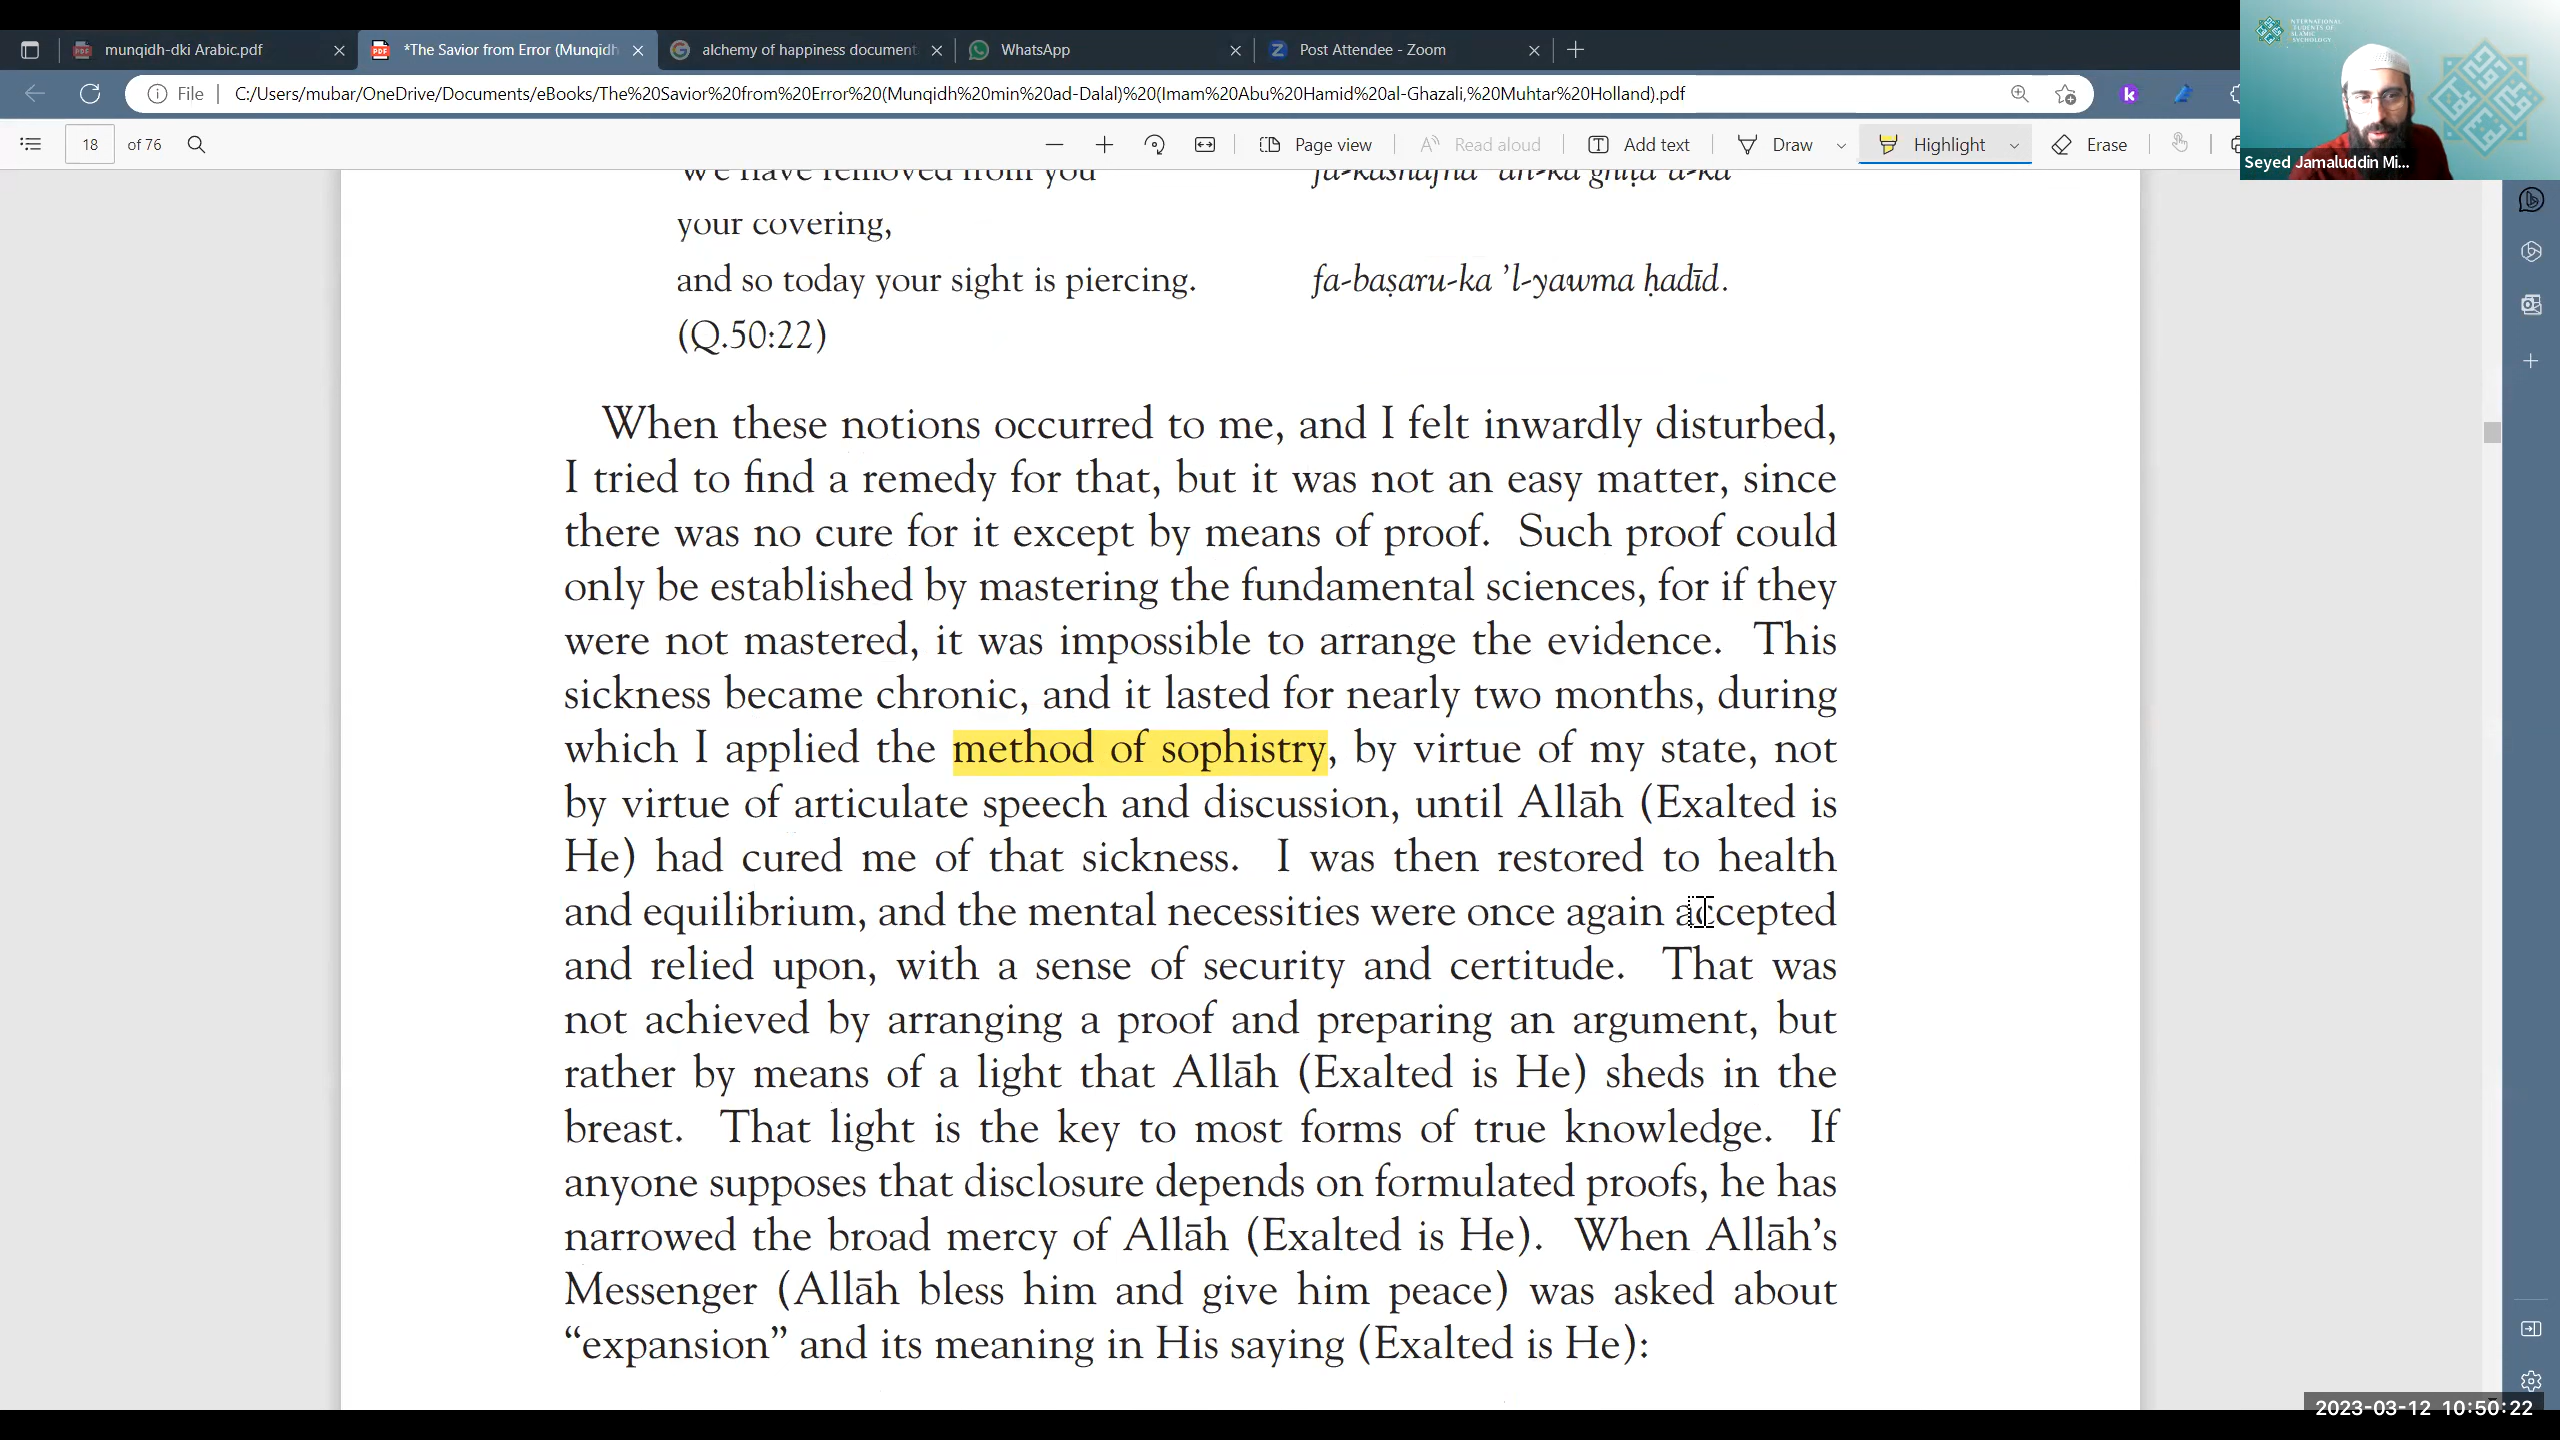 munqidh-dki Arabic.pdf
*The Savior from Error (Munqidh
alchemy of happiness document
WhatsApp
Post Attendee - Zoom
File
C:/Users/mubar/OneDrive/Documents/eBooks/The%20Savior%20from%20Error%20(Munqidh%20min%20ad-Dalal)%20(Imam%20Abu%20Hamid%20al-Ghazali,%20Muhtar%20Holland).pdf
18 of 76
Page view
Read aloud
Add text
Draw
Highlight
Erase
Seyed Jamaluddin Mi...
We have removed from you
your covering,
and so today your sight is piercing. fa-baṣaru-ka ’l-yawma ḥadīd.
(Q.50:22)
When these notions occurred to me, and I felt inwardly disturbed,
I tried to find a remedy for that, but it was not an easy matter, since
there was no cure for it except by means of proof. Such proof could
only be established by mastering the fundamental sciences, for if they
were not mastered, it was impossible to arrange the evidence. This
sickness became chronic, and it lasted for nearly two months, during
which I applied the method of sophistry, by virtue of my state, not
by virtue of articulate speech and discussion, until Allāh (Exalted is
He) had cured me of that sickness. I was then restored to health
and equilibrium, and the mental necessities were once again accepted
and relied upon, with a sense of security and certitude. That was
not achieved by arranging a proof and preparing an argument, but
rather by means of a light that Allāh (Exalted is He) sheds in the
breast. That light is the key to most forms of true knowledge. If
anyone supposes that disclosure depends on formulated proofs, he has
narrowed the broad mercy of Allāh (Exalted is He). When Allāh’s
Messenger (Allāh bless him and give him peace) was asked about
“expansion” and its meaning in His saying (Exalted is He):
2023-03-12 10:50:22